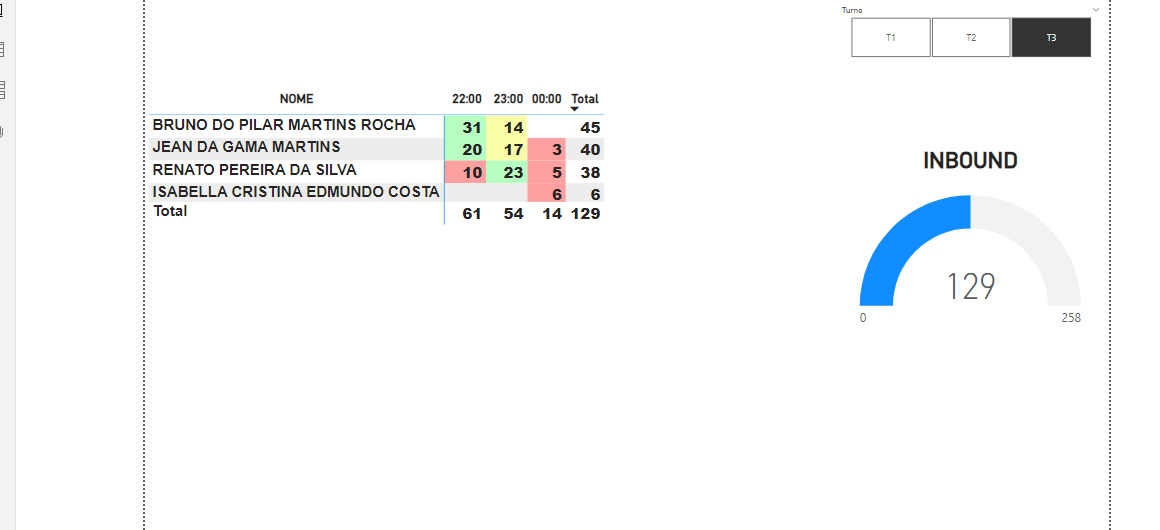 Turno
T1 T2 T3
NOME 22:00 23:00 00:00 Total
BRUNO DO PILAR MARTINS ROCHA 31 14 45
JEAN DA GAMA MARTINS 20 17 3 40
RENATO PEREIRA DA SILVA 10 23 5 38
ISABELLA CRISTINA EDMUNDO COSTA 6 6
Total 61 54 14 129
INBOUND
129
0 258